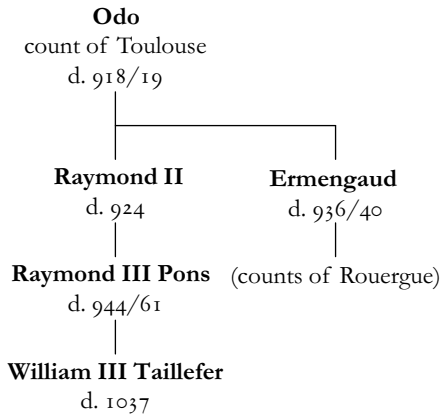 Odo
count of Toulouse
d. 918/19
Raymond II
d. 924
Ermengaud
d. 936/40
Raymond III Pons
d. 944/61
(counts of Rouergue)
William III Taillefer
d. 1037